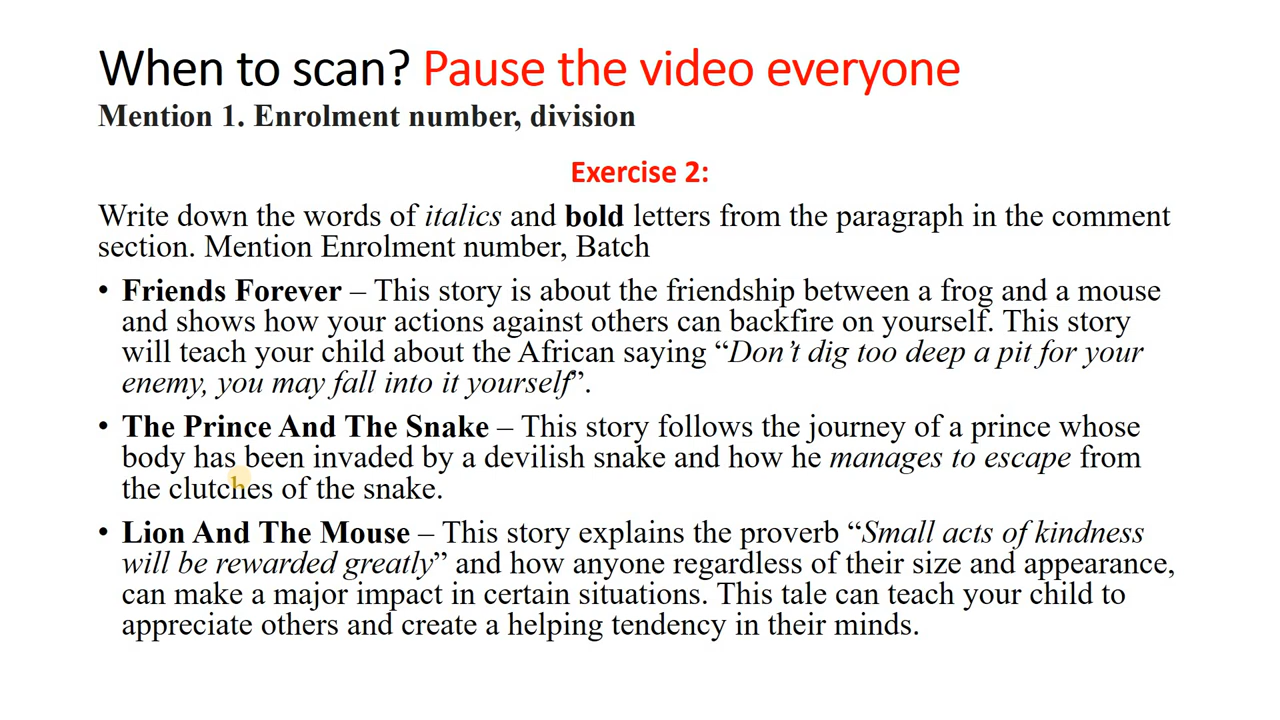 When to scan? Pause the video everyone
Mention 1. Enrolment number, division
Exercise 2:
Write down the words of italics and bold letters from the paragraph in the comment
section. Mention Enrolment number, Batch
• Friends Forever – This story is about the friendship between a frog and a mouse
and shows how your actions against others can backfire on yourself. This story
will teach your child about the African saying “Don’t dig too deep a pit for your
enemy, you may fall into it yourself”.
• The Prince And The Snake – This story follows the journey of a prince whose
body has been invaded by a devilish snake and how he manages to escape from
the clutches of the snake.
• Lion And The Mouse – This story explains the proverb “Small acts of kindness
will be rewarded greatly” and how anyone regardless of their size and appearance,
can make a major impact in certain situations. This tale can teach your child to
appreciate others and create a helping tendency in their minds.